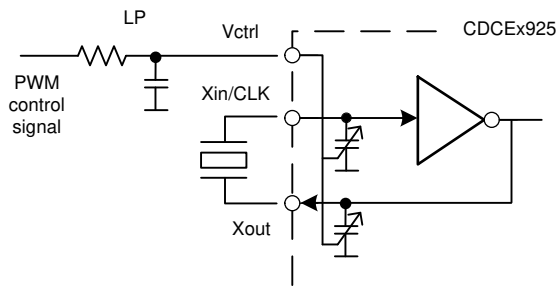 LP
Vctrl
CDCEx925
PWM
control
signal
Xin/CLK
Xout